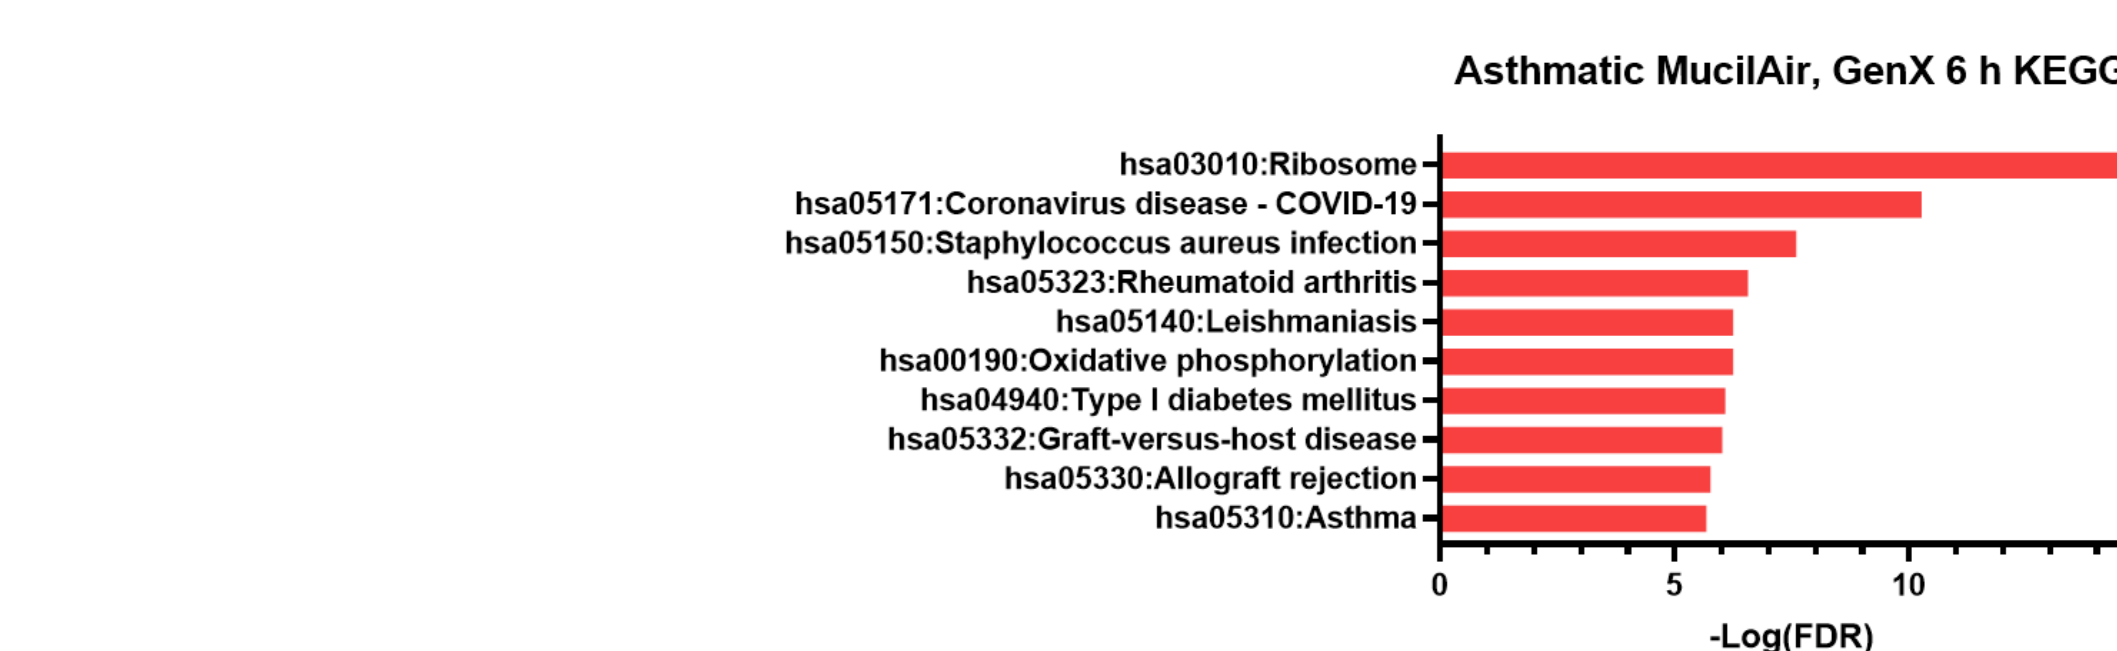 Asthmatic MucilAir, GenX 6 h KEGG
hsa03010:Ribosome
hsa05171:Coronavirus disease - COVID-19
hsa05150:Staphylococcus aureus infection
hsa05323:Rheumatoid arthritis
hsa05140:Leishmaniasis
hsa00190:Oxidative phosphorylation
hsa04940:Type I diabetes mellitus
hsa05332:Graft-versus-host disease
hsa05330:Allograft rejection
hsa05310:Asthma
0 5 10
-Log(FDR)